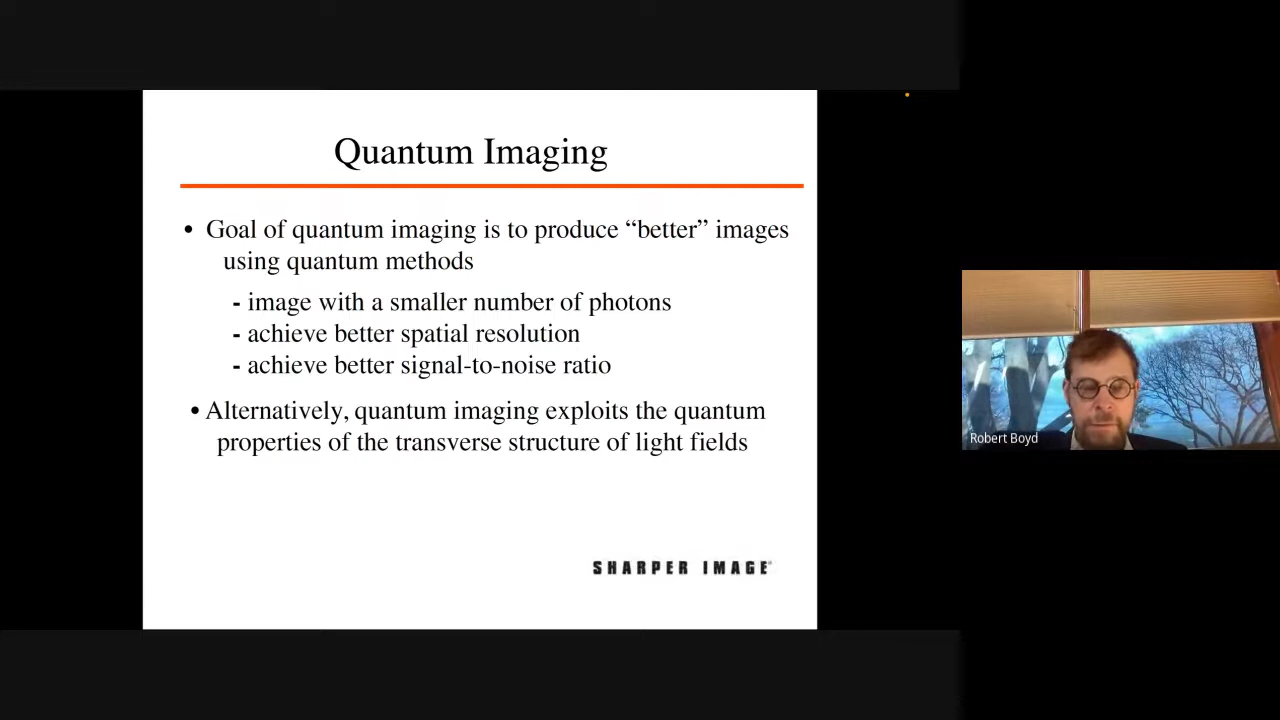 Quantum Imaging
• Goal of quantum imaging is to produce “better” images
using quantum methods
- image with a smaller number of photons
- achieve better spatial resolution
- achieve better signal-to-noise ratio
• Alternatively, quantum imaging exploits the quantum
properties of the transverse structure of light fields
SHARPER IMAGE®
Robert Boyd